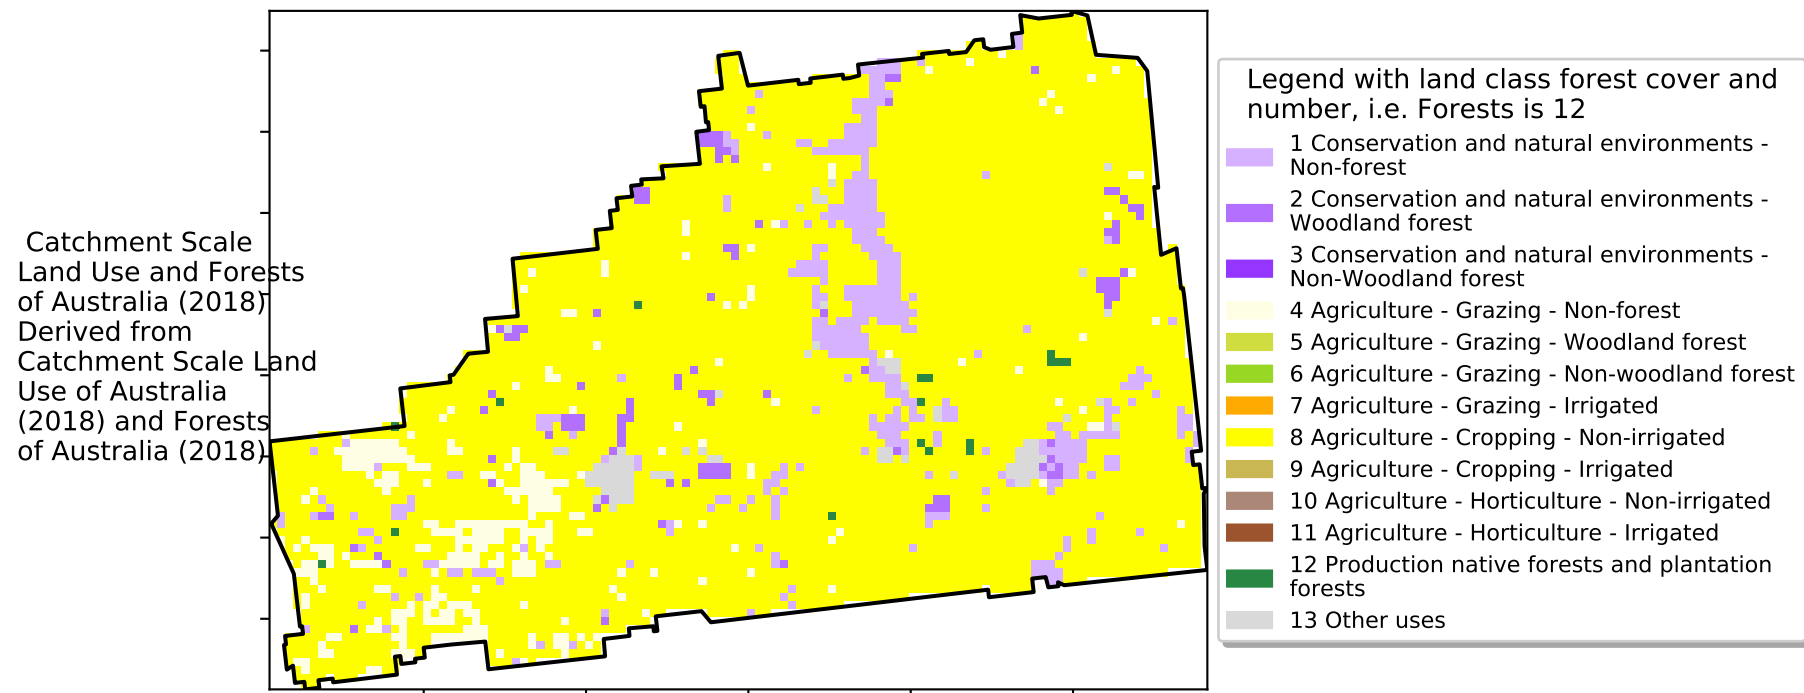 Catchment Scale
Land Use and Forests
of Australia (2018)
Derived from
Catchment Scale Land
Use of Australia
(2018) and Forests
of Australia (2018)
Legend with land class forest cover and
number, i.e. Forests is 12
1 Conservation and natural environments -
Non-forest
2 Conservation and natural environments -
Woodland forest
3 Conservation and natural environments -
Non-Woodland forest
4 Agriculture - Grazing - Non-forest
5 Agriculture - Grazing - Woodland forest
6 Agriculture - Grazing - Non-woodland forest
7 Agriculture - Grazing - Irrigated
8 Agriculture - Cropping - Non-irrigated
9 Agriculture - Cropping - Irrigated
10 Agriculture - Horticulture - Non-irrigated
11 Agriculture - Horticulture - Irrigated
12 Production native forests and plantation
forests
13 Other uses